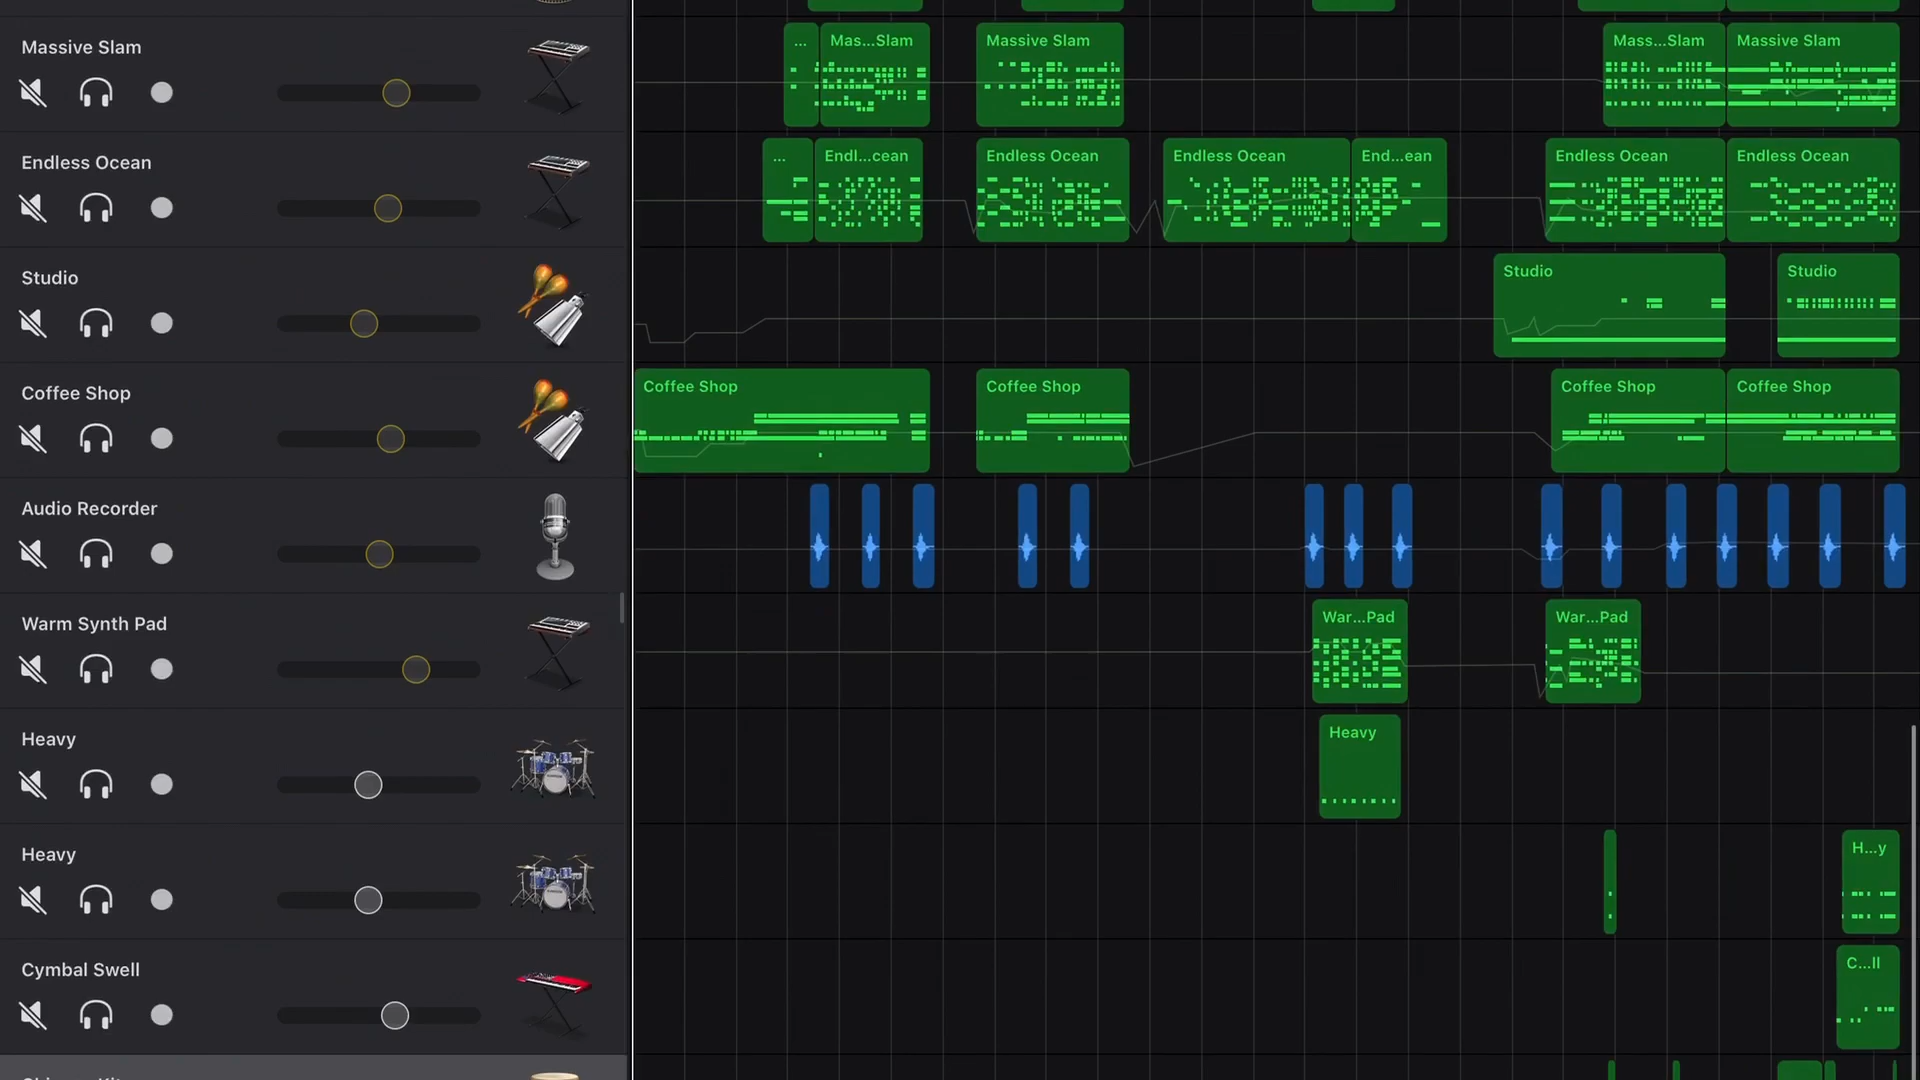 Massive Slam
... Mas...Slam Massive Slam Mass...Slam Massive Slam
Endless Ocean
... Endl...cean Endless Ocean Endless Ocean End...ean Endless Ocean Endless Ocean
Studio
Studio Studio
Coffee Shop
Coffee Shop Coffee Shop Coffee Shop Coffee Shop
Audio Recorder
Warm Synth Pad
War...Pad War...Pad
Heavy
Heavy
Heavy
H...y
Cymbal Swell
C...ll